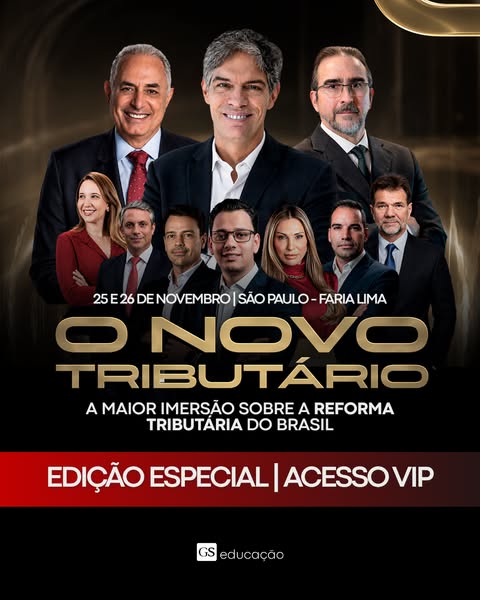 25 E 26 DE NOVEMBRO | SÃO PAULO - FARIA LIMA
O NOVO
TRIBUTÁRIO
A MAIOR IMERSÃO SOBRE A REFORMA
TRIBUTÁRIA DO BRASIL
EDIÇÃO ESPECIAL | ACESSO VIP
GS educação